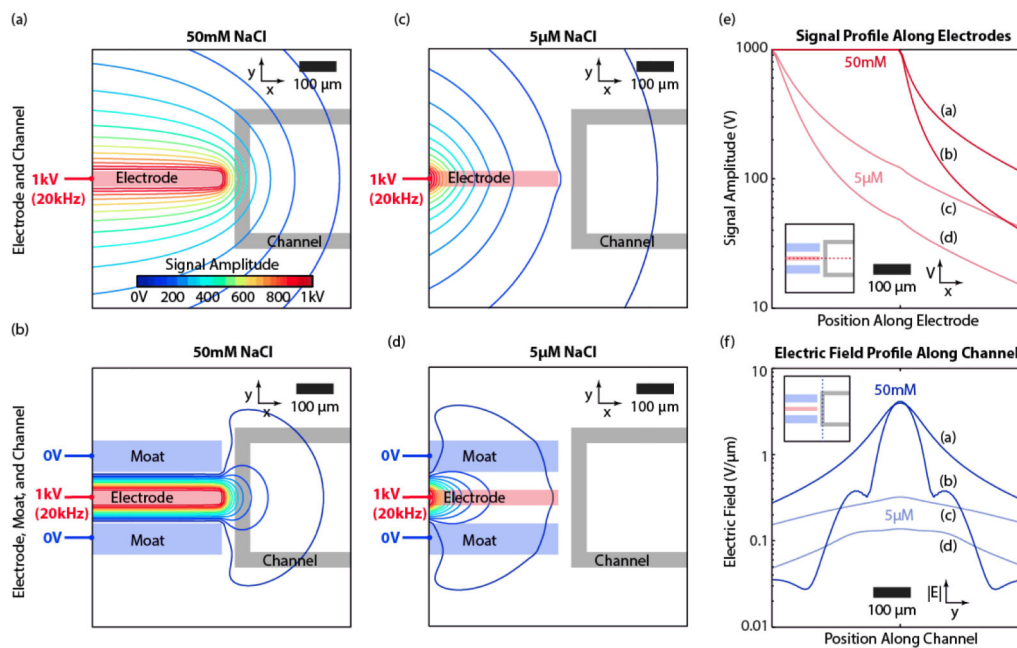 (a)
50mM NaCl
y
x
100 µm
Electrode and Channel
1kV
(20kHz)
Electrode
Channel
Signal Amplitude
0V 200 400 600 800 1kV
(c)
5µM NaCl
y
x
100 µm
1kV
(20kHz)
Electrode
Channel
(e)
Signal Profile Along Electrodes
1000
50mM
(a)
(b)
5µM
(c)
(d)
100
10
Signal Amplitude (V)
100 µm
V
x
Position Along Electrode
(b)
50mM NaCl
y
x
100 µm
Electrode, Moat, and Channel
0V
Moat
1kV
(20kHz)
Electrode
0V
Moat
Channel
(d)
5µM NaCl
y
x
100 µm
0V
Moat
1kV
(20kHz)
Electrode
0V
Moat
Channel
(f)
Electric Field Profile Along Channel
10
50mM
(a)
1
(b)
5µM
(c)
(d)
0.1
0.01
Electric Field (V/µm)
100 µm
|E|
y
Position Along Channel